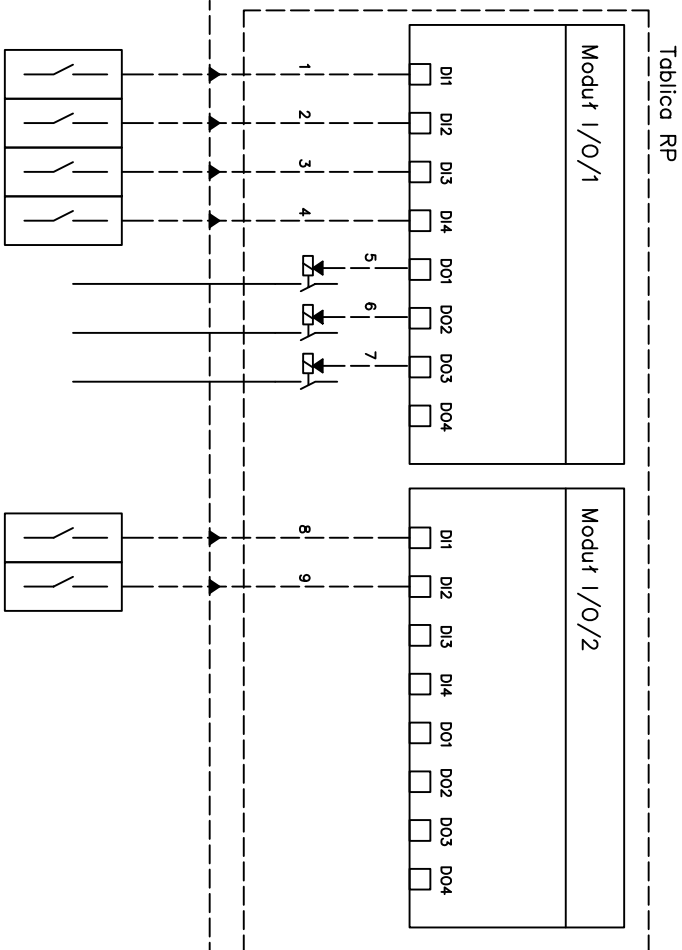 Tablica RP
Moduł I/O/1
DI1
DI2
DI3
DI4
DO1
DO2
DO3
DO4
1
2
3
4
5
6
7
Moduł I/O/2
DI1
DI2
DI3
DI4
DO1
DO2
DO3
DO4
8
9